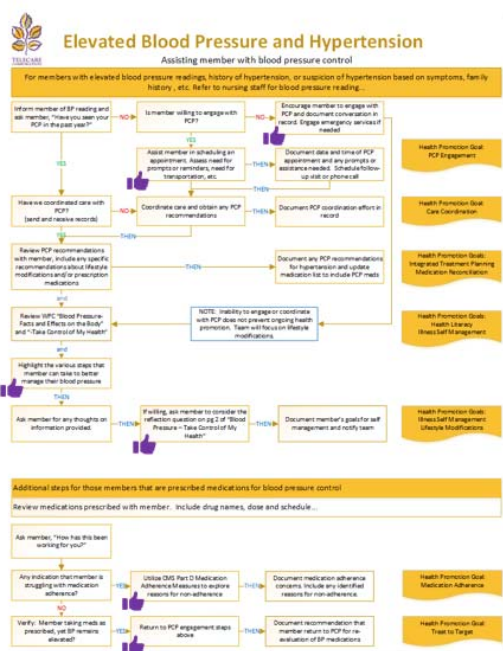 TELECARE
Elevated Blood Pressure and Hypertension
Assisting member with blood pressure control
For members with elevated blood pressure readings, history of hypertension, or suspicion of hypertension based on symptoms, family
history, etc. Refer to nursing staff for blood pressure reading…
Inform member of BP reading and
ask member, "Have you seen your
PCP in the past year?"
NO
Is member willing to engage with
PCP?
NO
Encourage member to engage with
PCP and document conversation in
record. Engage emergency services if
needed
YES
YES
Assist member in scheduling an
appointment. Assess need for
prompts or reminders, need for
transportation, etc.
THEN
Document date and time of PCP
appointment and any prompts or
assistance needed. Schedule follow-
up visit or phone call
Health Promotion Goal:
PCP Engagement
Have we coordinated care with
PCP?
(send and receive records)
NO
Coordinate care and obtain any PCP
recommendations
THEN
Document PCP coordination effort in
record
Health Promotion Goal:
Care Coordination
YES
THEN
Review PCP recommendations
with member, include any specific
recommendations about lifestyle
modifications and/or prescription
medications
THEN
Document any PCP recommendations
for hypertension and update
medication list to include PCP meds
Health Promotion Goals:
Integrated Treatment Planning
Medication Reconciliation
and
Review WPC "Blood Pressure-
Facts and Effects on the Body"
and "-Take Control of My Health"
NOTE: Inability to engage or coordinate
with PCP does not prevent ongoing health
promotion. Team will focus on lifestyle
modifications
Health Promotion Goals:
Health Literacy
Illness Self Management
and
Highlight the various steps that
member can take to better
manage their blood pressure
THEN
Ask member for any thoughts on
information provided.
THEN
If willing, ask member to consider the
reflection question on pg 2 of "Blood
Pressure – Take Control of My
Health"
THEN
Document member's goals for self
management and notify team
Health Promotion Goals:
Illness Self Management
Lifestyle Modifications
Additional steps for those members that are prescribed medications for blood pressure control
Review medications prescribed with member. Include drug names, dose and schedule…
Ask member, "How has this been
working for you?"
Any indication that member is
struggling with medication
adherence?
YES
Utilize CMS Part D Medication
Adherence Measures to explore
reasons for non-adherence
THEN
Document medication adherence
concerns. Include any identified
reasons for non-adherence.
Health Promotion Goal:
Medication Adherence
NO
Verify: Member taking meds as
prescribed, yet BP remains
elevated?
YES
Return to PCP engagement steps
above
THEN
Document recommendation that
member return to PCP for re-
evaluation of BP medications
Health Promotion Goal:
Treat to Target